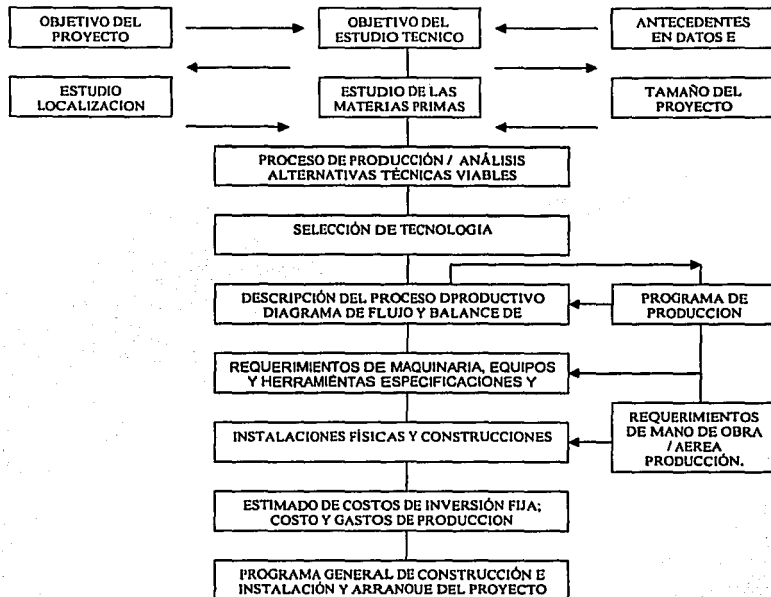 OBJETIVO DEL
PROYECTO
OBJETIVO DEL
ESTUDIO TECNICO
ANTECEDENTES
EN DATOS E
ESTUDIO
LOCALIZACION
ESTUDIO DE LAS
MATERIAS PRIMAS
TAMAÑO DEL
PROYECTO
PROCESO DE PRODUCCIÓN / ANÁLISIS
ALTERNATIVAS TÉCNICAS VIABLES
SELECCIÓN DE TECNOLOGIA
DESCRIPCIÓN DEL PROCESO DPRODUCTIVO
DIAGRAMA DE FLUJO Y BALANCE DE
PROGRAMA DE
PRODUCCION
REQUERIMIENTOS DE MAQUINARIA, EQUIPOS
Y HERRAMIENTAS ESPECIFICACIONES Y
REQUERIMIENTOS
DE MANO DE OBRA
/ AEREA
PRODUCCIÓN.
INSTALACIONES FÍSICAS Y CONSTRUCCIONES
ESTIMADO DE COSTOS DE INVERSIÓN FIJA;
COSTO Y GASTOS DE PRODUCCION
PROGRAMA GENERAL DE CONSTRUCCIÓN E
INSTALACIÓN Y ARRANQUE DEL PROYECTO